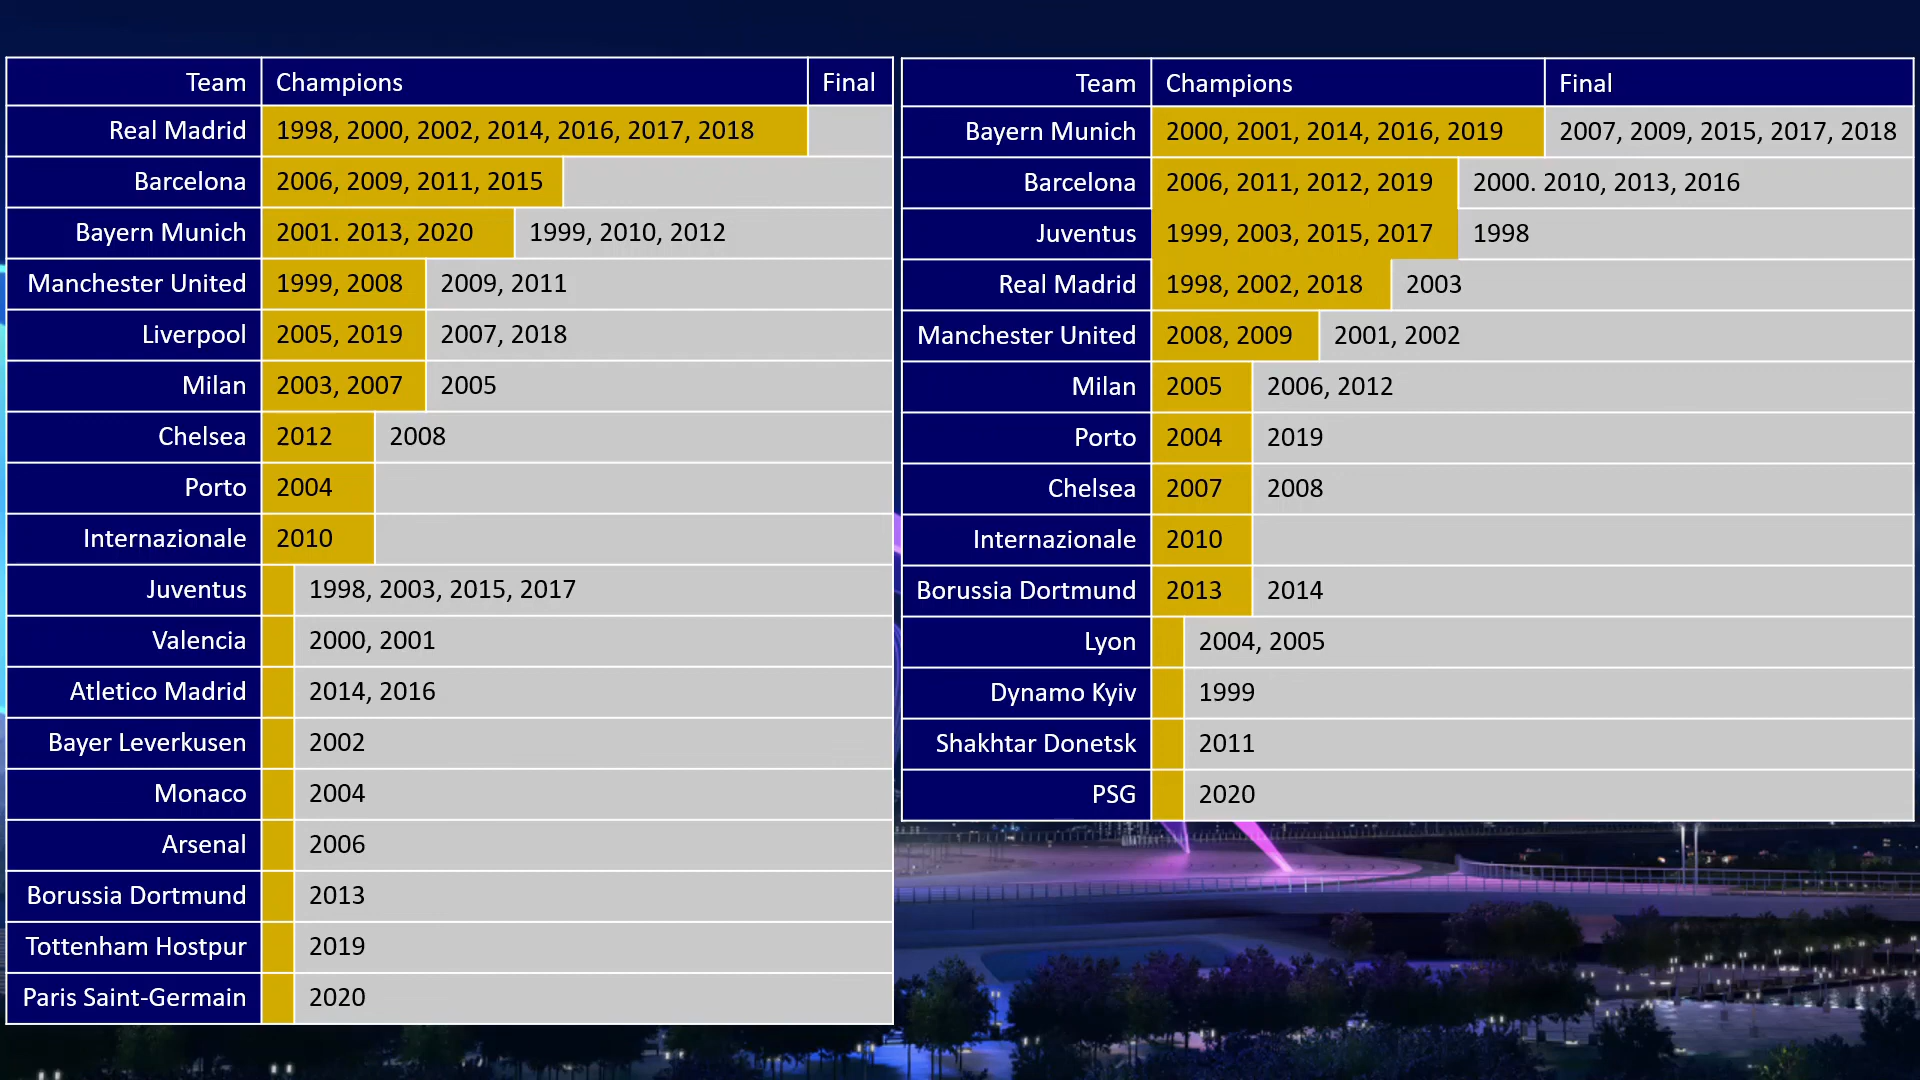 Team Champions Final
Real Madrid 1998, 2000, 2002, 2014, 2016, 2017, 2018
Barcelona 2006, 2009, 2011, 2015
Bayern Munich 2001. 2013, 2020 1999, 2010, 2012
Manchester United 1999, 2008 2009, 2011
Liverpool 2005, 2019 2007, 2018
Milan 2003, 2007 2005
Chelsea 2012 2008
Porto 2004
Internazionale 2010
Juventus 1998, 2003, 2015, 2017
Valencia 2000, 2001
Atletico Madrid 2014, 2016
Bayer Leverkusen 2002
Monaco 2004
Arsenal 2006
Borussia Dortmund 2013
Tottenham Hostpur 2019
Paris Saint-Germain 2020
Team Champions Final
Bayern Munich 2000, 2001, 2014, 2016, 2019 2007, 2009, 2015, 2017, 2018
Barcelona 2006, 2011, 2012, 2019 2000. 2010, 2013, 2016
Juventus 1999, 2003, 2015, 2017 1998
Real Madrid 1998, 2002, 2018 2003
Manchester United 2008, 2009 2001, 2002
Milan 2005 2006, 2012
Porto 2004 2019
Chelsea 2007 2008
Internazionale 2010
Borussia Dortmund 2013 2014
Lyon 2004, 2005
Dynamo Kyiv 1999
Shakhtar Donetsk 2011
PSG 2020